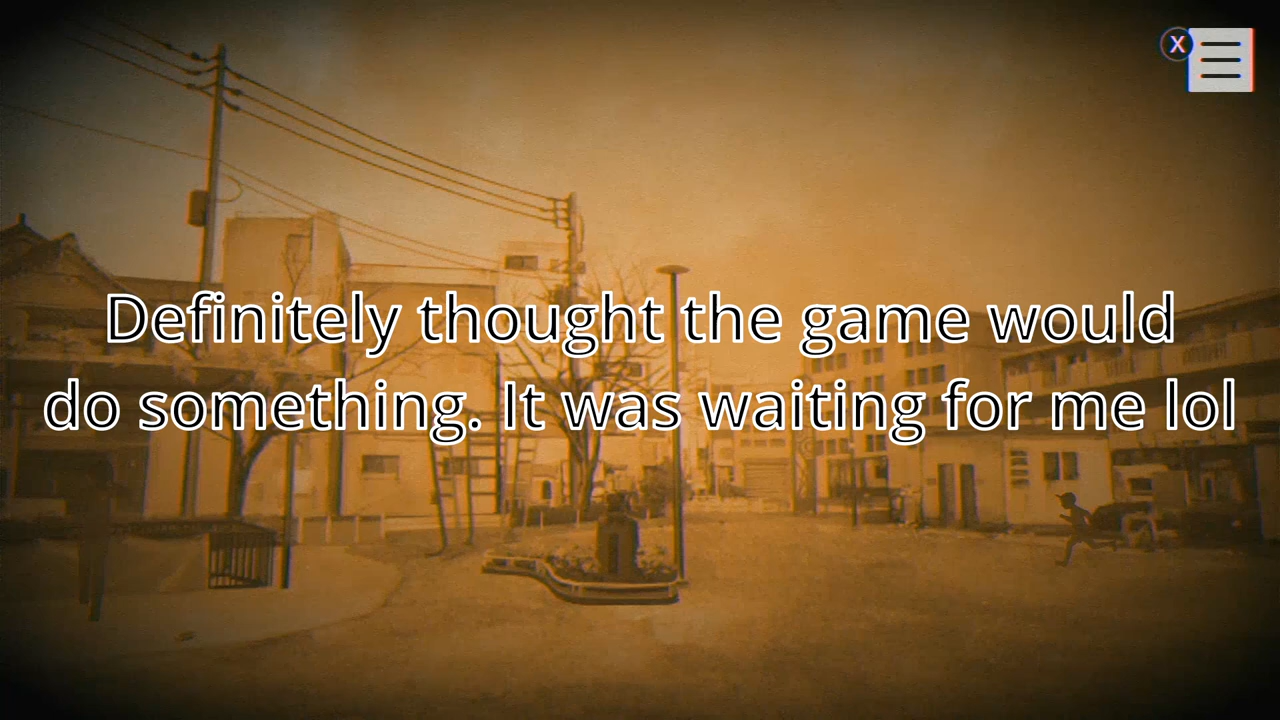 X
Definitely thought the game would
do something. It was waiting for me lol